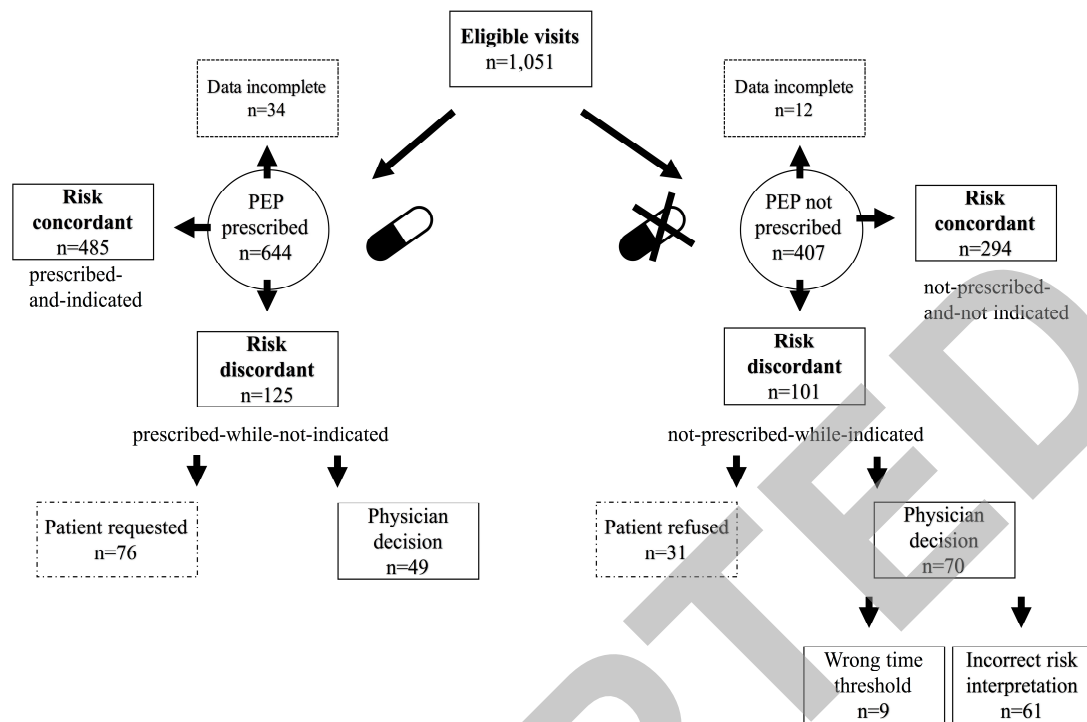 Eligible visits
n=1,051
Data incomplete
n=34
Data incomplete
n=12
Risk
concordant
n=485
prescribed-
and-indicated
PEP
prescribed
n=644
PEP not
prescribed
n=407
Risk
concordant
n=294
not-prescribed-
and-not indicated
Risk
discordant
n=125
Risk
discordant
n=101
prescribed-while-not-indicated
not-prescribed-while-indicated
Patient requested
n=76
Physician
decision
n=49
Patient refused
n=31
Physician
decision
n=70
Wrong time
threshold
n=9
Incorrect risk
interpretation
n=61
PTED